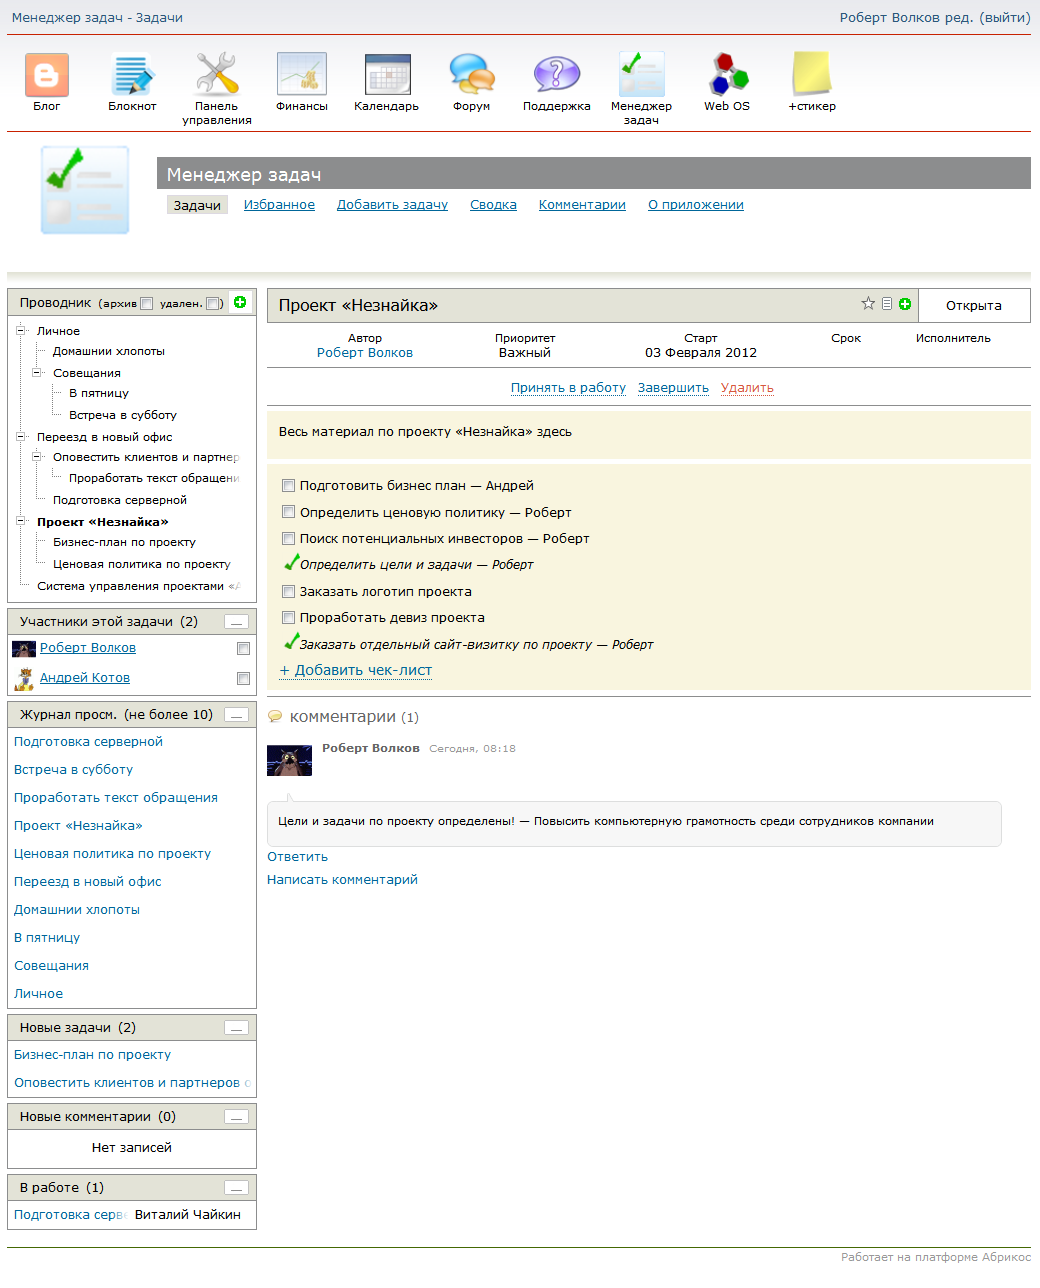 Менеджер задач - Задачи
Роберт Волков ред. (выйти)
Блог
Блокнот
Панель управления
Финансы
Календарь
Форум
Поддержка
Менеджер задач
Web OS
+стикер
Менеджер задач
Задачи Избранное Добавить задачу Сводка Комментарии О приложении
Проводник (архив удален.)
Личное
Домашнии хлопоты
Совещания
В пятницу
Встреча в субботу
Переезд в новый офис
Оповестить клиентов и партнер
Проработать текст обращени
Подготовка серверной
Проект «Незнайка»
Бизнес-план по проекту
Ценовая политика по проекту
Система управления проектами «А
Участники этой задачи (2)
Роберт Волков
Андрей Котов
Журнал просм. (не более 10)
Подготовка серверной
Встреча в субботу
Проработать текст обращения
Проект «Незнайка»
Ценовая политика по проекту
Переезд в новый офис
Домашнии хлопоты
В пятницу
Совещания
Личное
Новые задачи (2)
Бизнес-план по проекту
Оповестить клиентов и партнеров о
Новые комментарии (0)
Нет записей
В работе (1)
Подготовка серве Виталий Чайкин
Проект «Незнайка»
Открыта
Автор Приоритет Старт Срок Исполнитель
Роберт Волков Важный 03 Февраля 2012
Принять в работу Завершить Удалить
Весь материал по проекту «Незнайка» здесь
Подготовить бизнес план — Андрей
Определить ценовую политику — Роберт
Поиск потенциальных инвесторов — Роберт
Определить цели и задачи — Роберт
Заказать логотип проекта
Проработать девиз проекта
Заказать отдельный сайт-визитку по проекту — Роберт
+ Добавить чек-лист
комментарии (1)
Роберт Волков Сегодня, 08:18
Цели и задачи по проекту определены! — Повысить компьютерную грамотность среди сотрудников компании
Ответить
Написать комментарий
Работает на платформе Абрикос